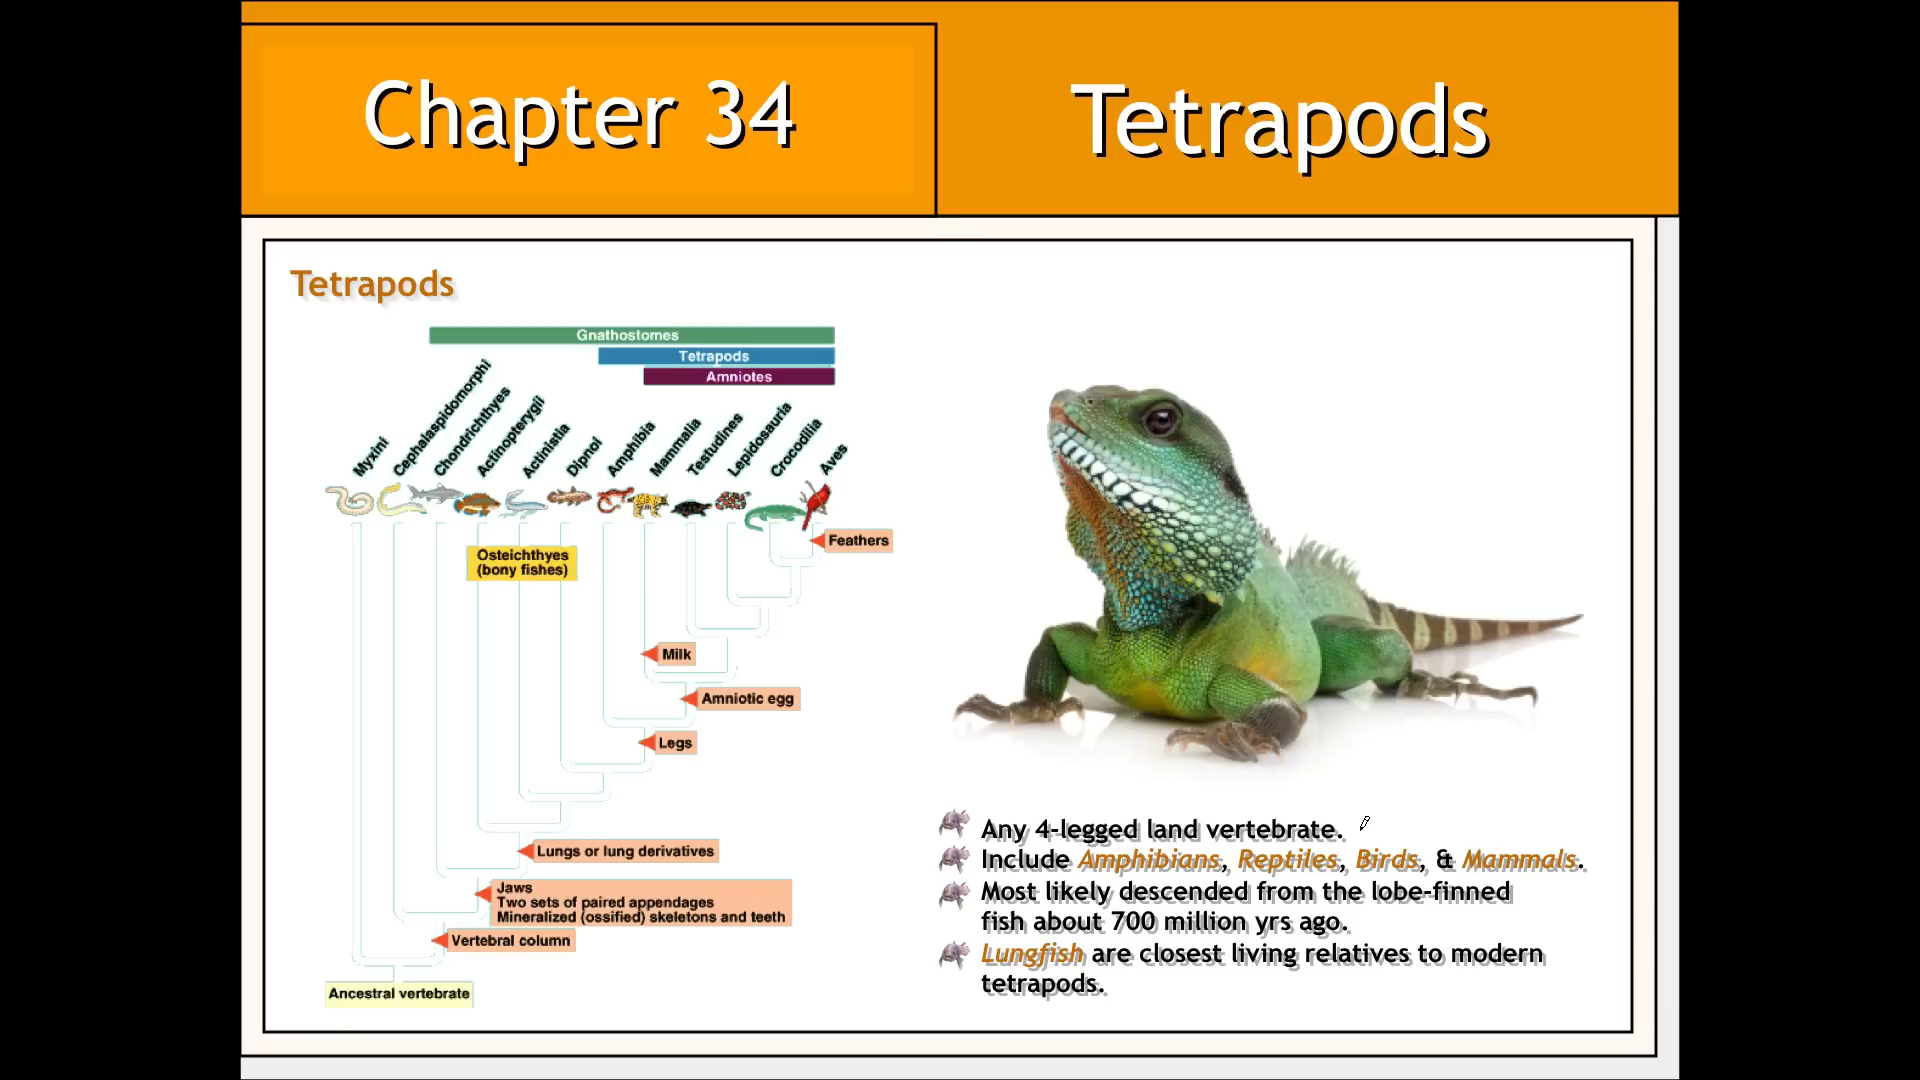 Chapter 34
Tetrapods
Tetrapods
Gnathostomes
Tetrapods
Amniotes
Myxini
Cephalaspidomorphi
Chondrichthyes
Actinopterygii
Actinistia
Dipnoi
Amphibia
Mammalia
Testudines
Lepidosauria
Crocodilia
Aves
Feathers
Osteichthyes
(bony fishes)
Milk
Amniotic egg
Legs
Lungs or lung derivatives
Jaws
Two sets of paired appendages
Mineralized (ossified) skeletons and teeth
Vertebral column
Ancestral vertebrate
Any 4-legged land vertebrate.
Include Amphibians, Reptiles, Birds, & Mammals.
Most likely descended from the lobe-finned
fish about 700 million yrs ago.
Lungfish are closest living relatives to modern
tetrapods.